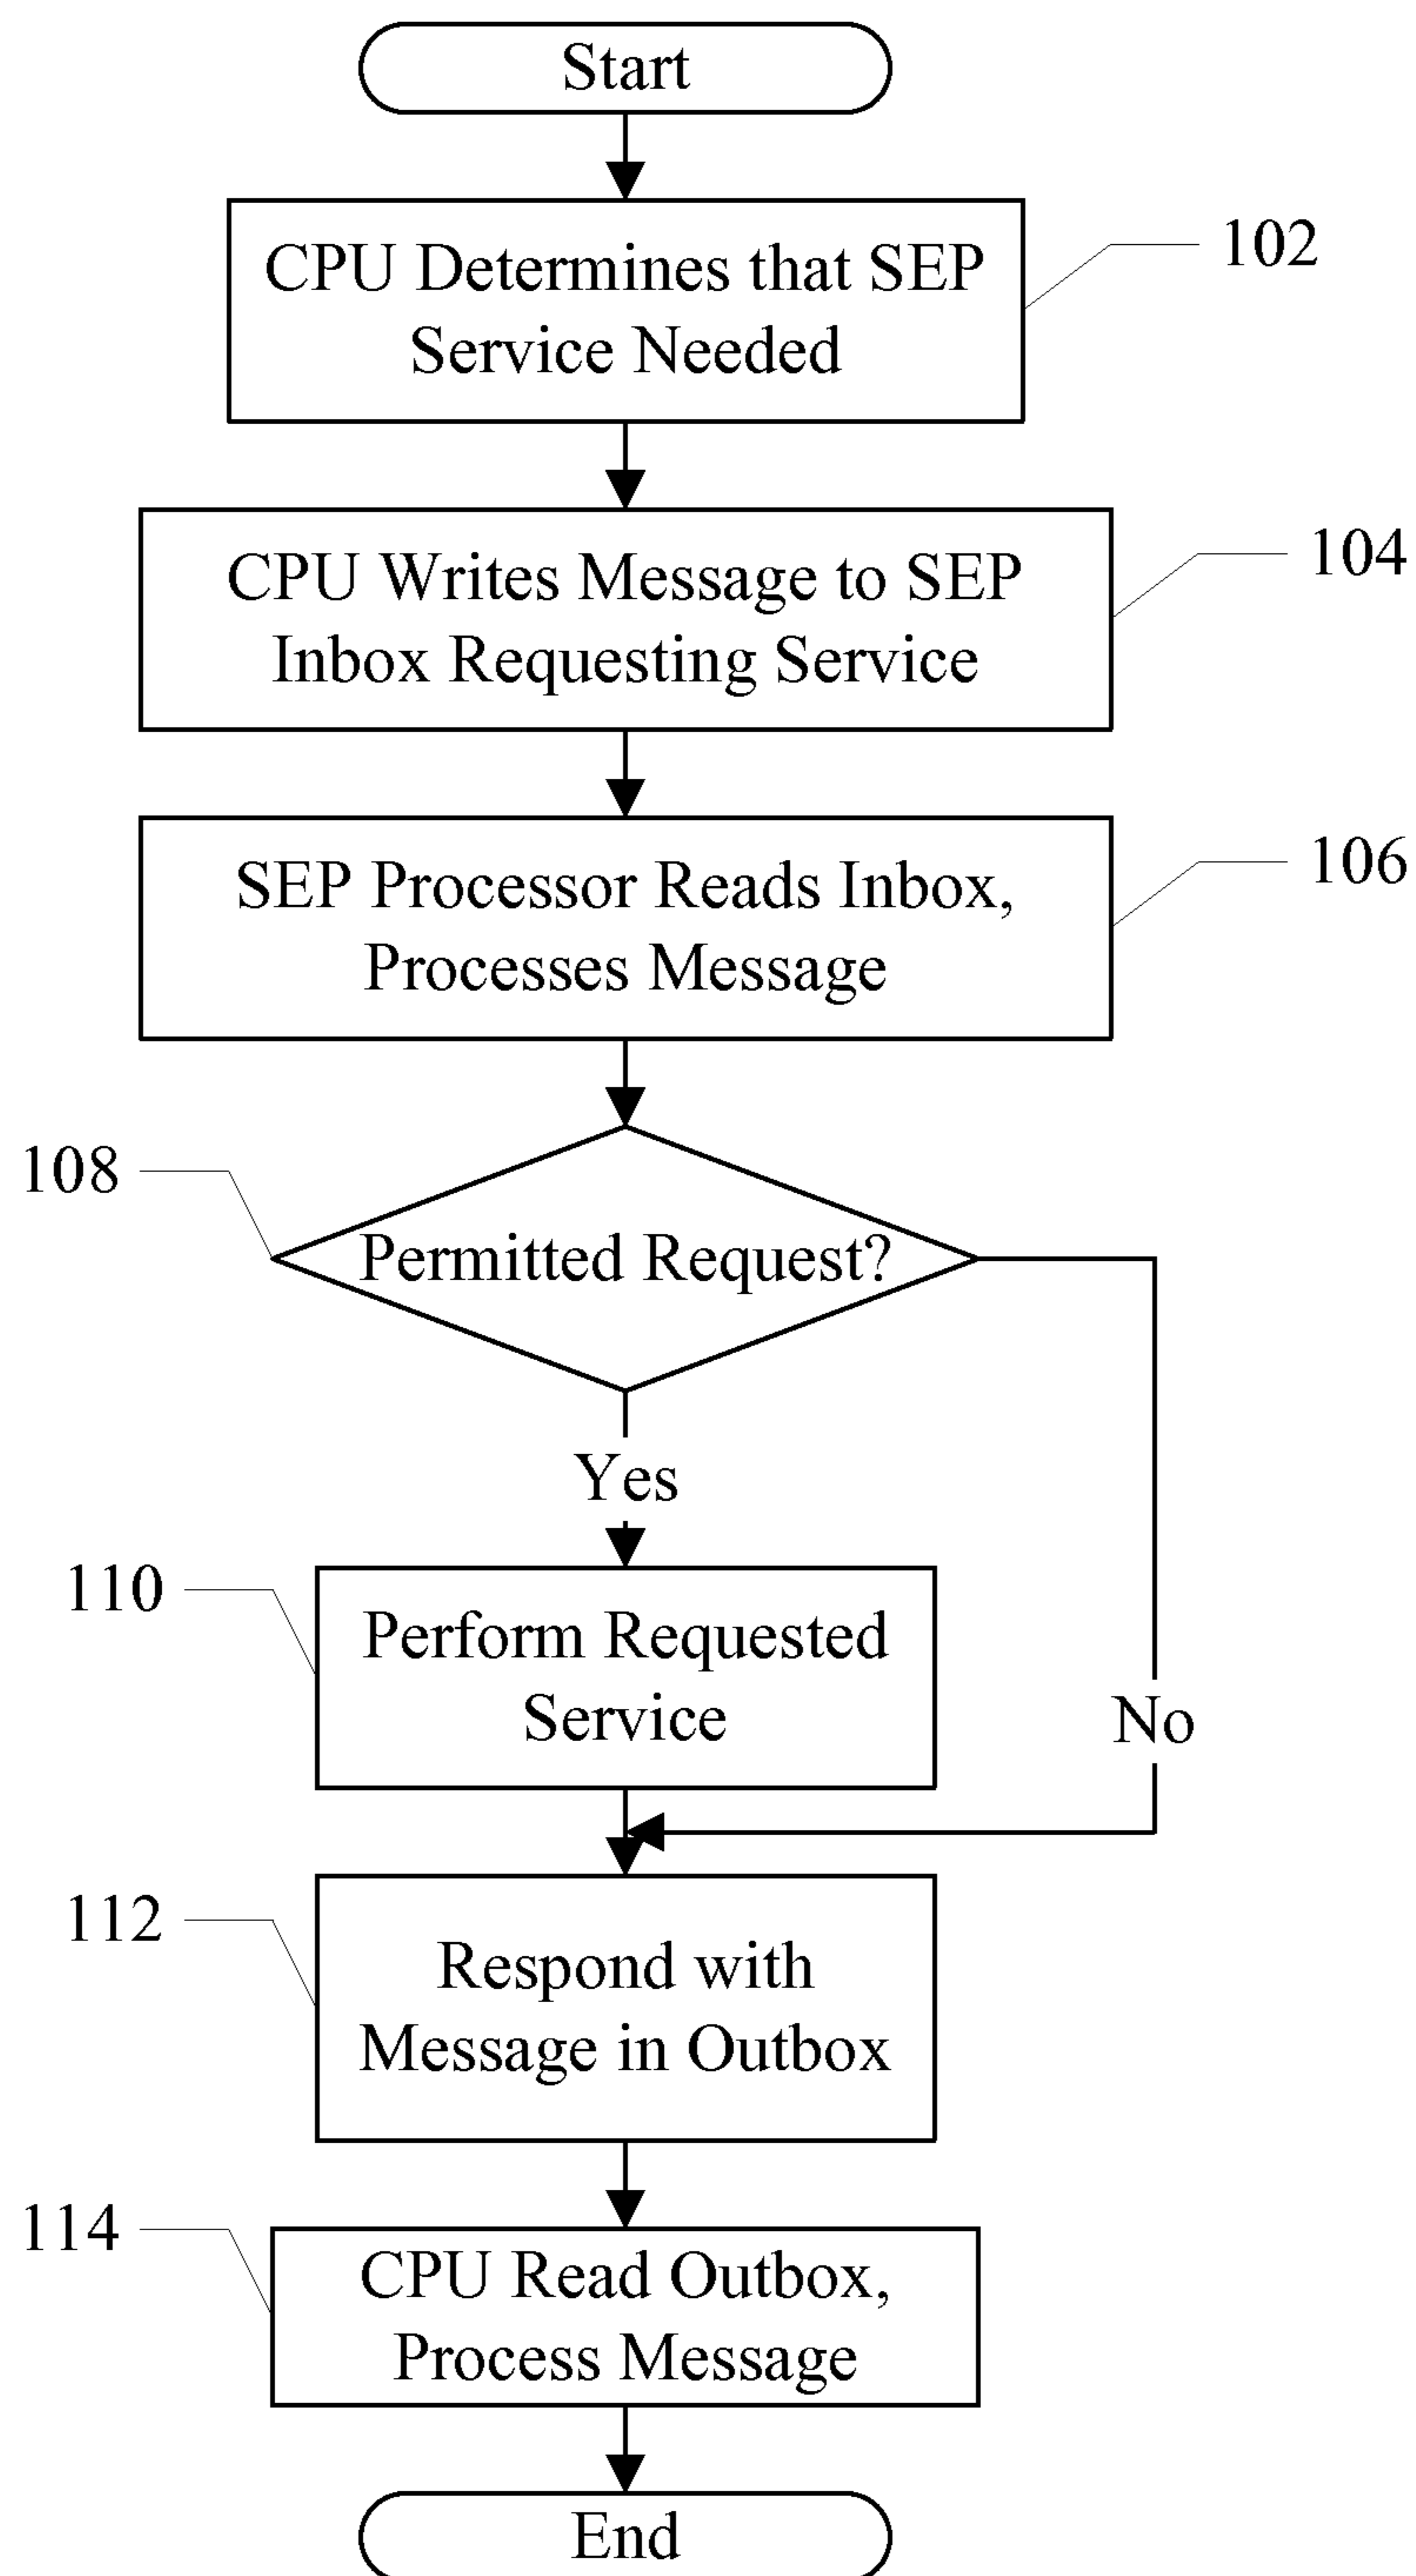 Start
CPU Determines that SEP
Service Needed
102
CPU Writes Message to SEP
Inbox Requesting Service
104
SEP Processor Reads Inbox,
Processes Message
106
108
Permitted Request?
Yes
110
Perform Requested
Service
No
112
Respond with
Message in Outbox
114
CPU Read Outbox,
Process Message
End